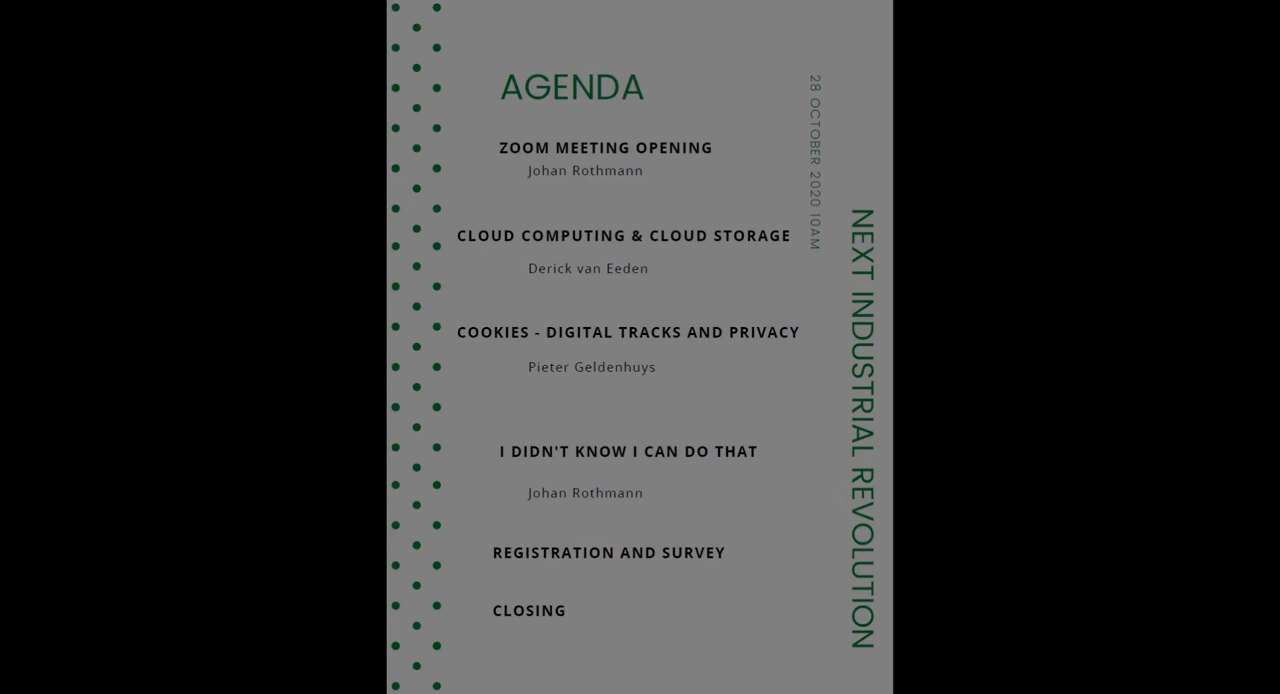 AGENDA
ZOOM MEETING OPENING
Johan Rothmann
CLOUD COMPUTING & CLOUD STORAGE
Derick van Eeden
COOKIES - DIGITAL TRACKS AND PRIVACY
Pieter Geldenhuys
I DIDN'T KNOW I CAN DO THAT
Johan Rothmann
REGISTRATION AND SURVEY
CLOSING
28 OCTOBER 2020 10AM
NEXT INDUSTRIAL REVOLUTION